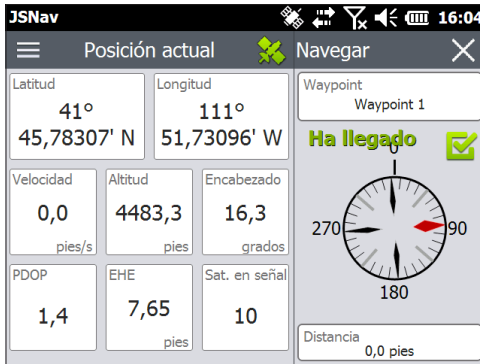 JSNav
16:04
Posición actual
Navegar
Latitud
41°
45,78307' N
Longitud
111°
51,73096' W
Waypoint
Waypoint 1
Ha llegado
0
270
90
180
Velocidad
0,0
pies/s
Altitud
4483,3
pies
Encabezado
16,3
grados
PDOP
1,4
EHE
7,65
pies
Sat. en señal
10
Distancia
0,0 pies